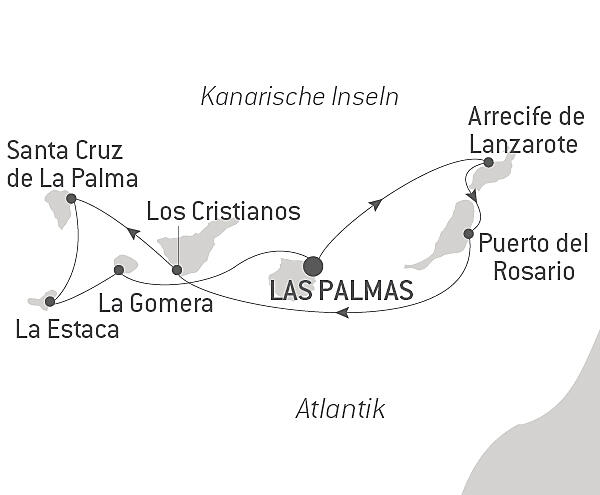 Kanarische Inseln
Arrecife de
Lanzarote
Santa Cruz
de La Palma
Los Cristianos
Puerto del
Rosario
LAS PALMAS
La Gomera
La Estaca
Atlantik